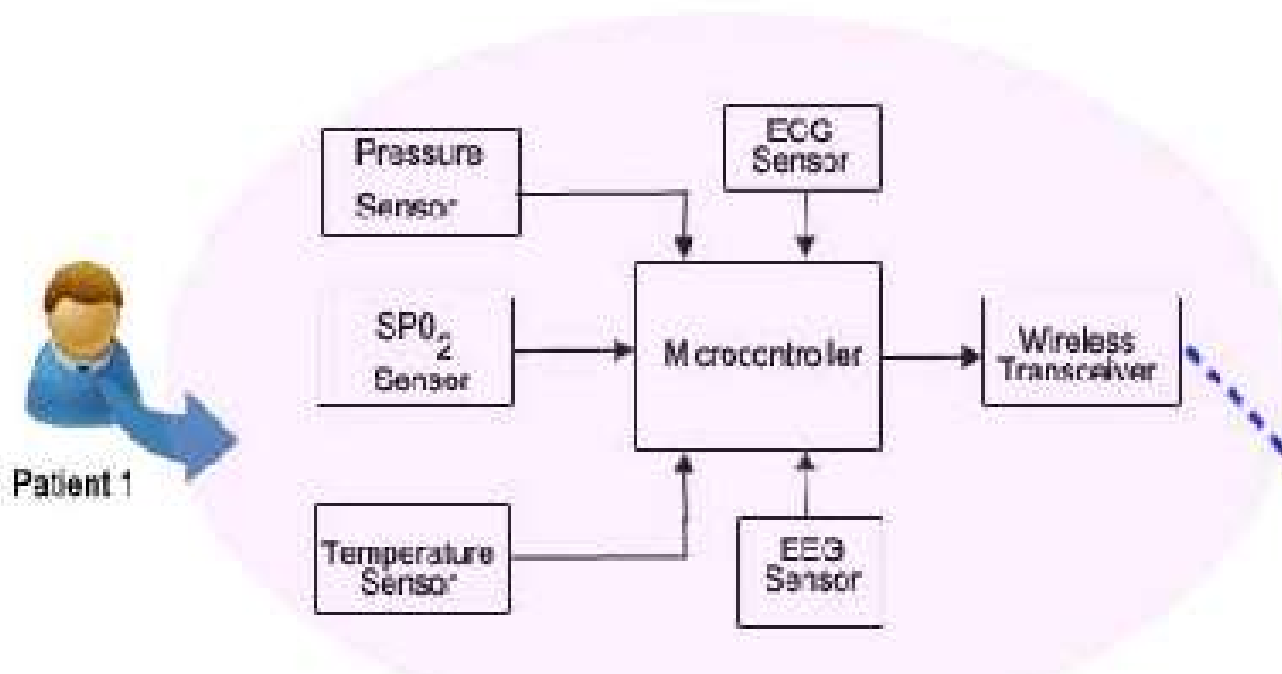 Pressure
Sensor
ECG
Sensor
SPO2
Sensor
Microcontroller
Wireless
Transceiver
Patient 1
Temperature
Sensor
EEG
Sensor